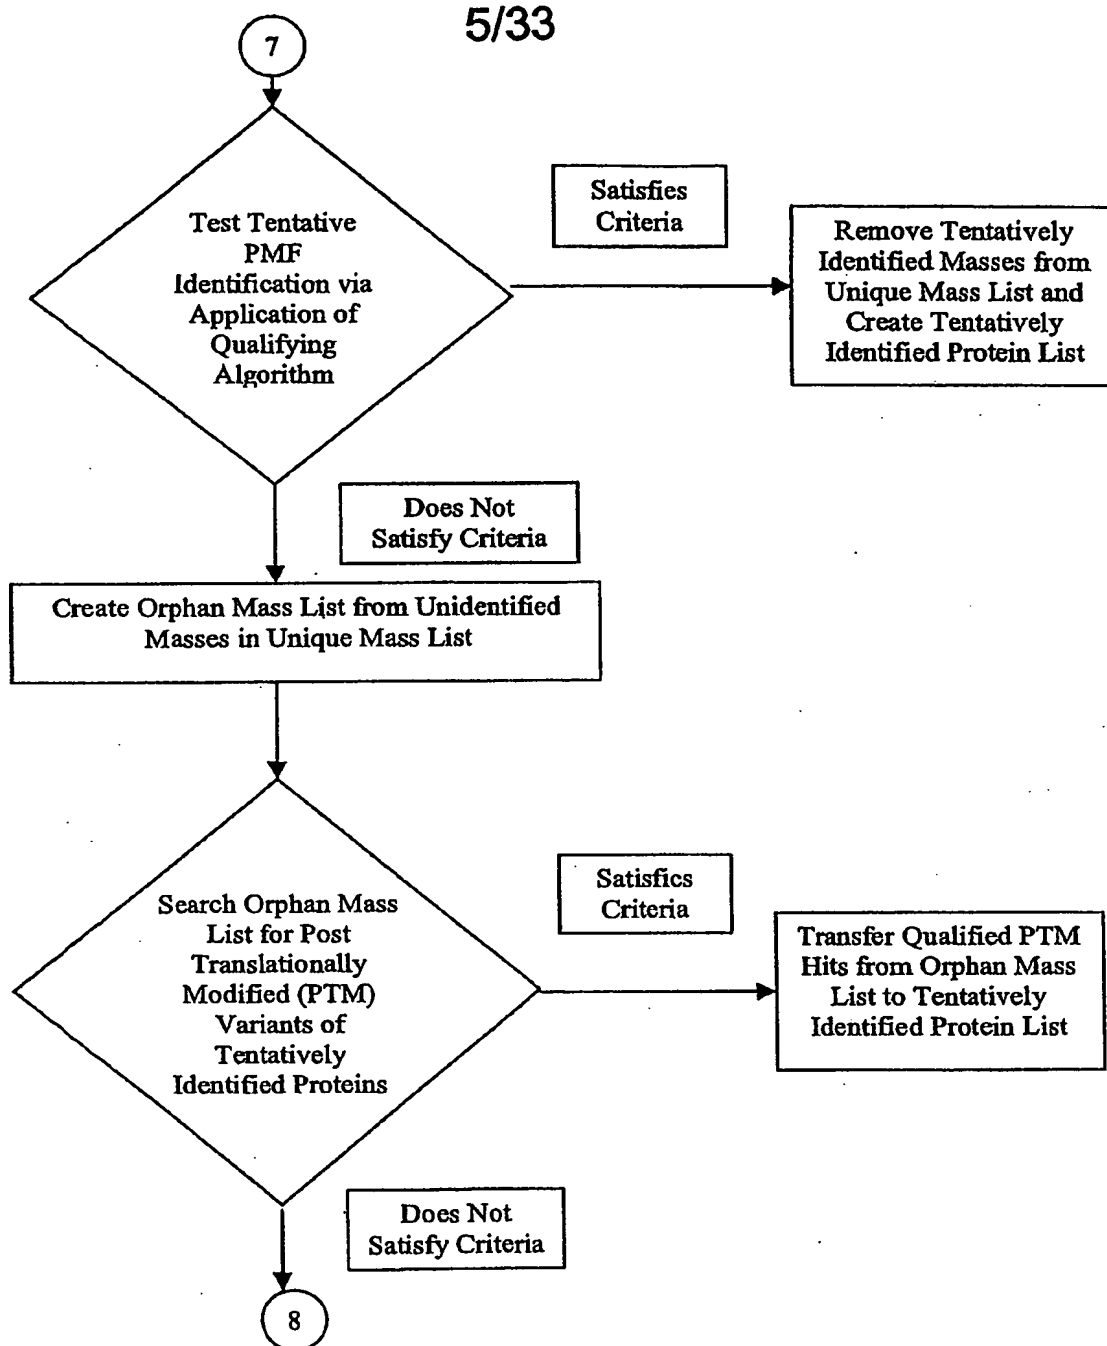 5/33
7
Test Tentative
PMF
Identification via
Application of
Qualifying
Algorithm
Satisfies
Criteria
Remove Tentatively
Identified Masses from
Unique Mass List and
Create Tentatively
Identified Protein List
Does Not
Satisfy Criteria
Create Orphan Mass List from Unidentified
Masses in Unique Mass List
Search Orphan Mass
List for Post
Translationally
Modified (PTM)
Variants of
Tentatively
Identified Proteins
Satisfies
Criteria
Transfer Qualified PTM
Hits from Orphan Mass
List to Tentatively
Identified Protein List
Does Not
Satisfy Criteria
8